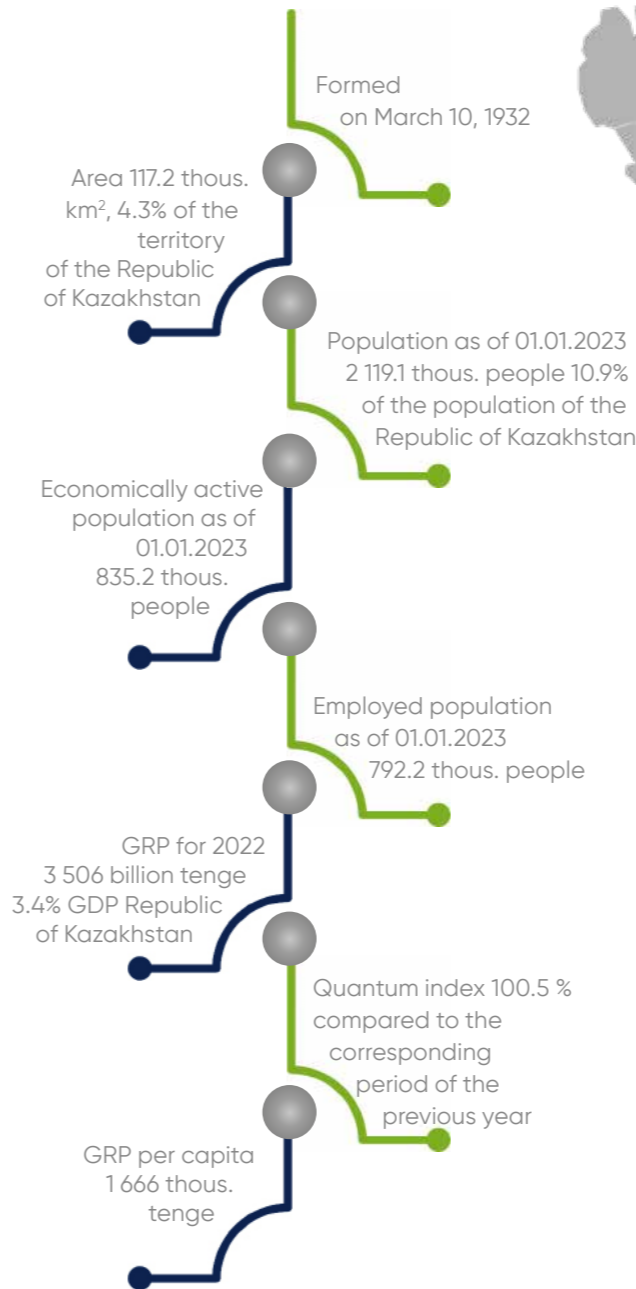 Formed
on March 10, 1932
Area 117.2 thous.
km², 4.3% of the
territory
of the Republic
of Kazakhstan
Population as of 01.01.2023
2 119.1 thous. people 10.9%
of the population of the
Republic of Kazakhstan
Economically active
population as of
01.01.2023
835.2 thous.
people
Employed population
as of 01.01.2023
792.2 thous. people
GRP for 2022
3 506 billion tenge
3.4% GDP Republic
of Kazakhstan
Quantum index 100.5 %
compared to the
corresponding
period of the
previous year
GRP per capita
1 666 thous.
tenge